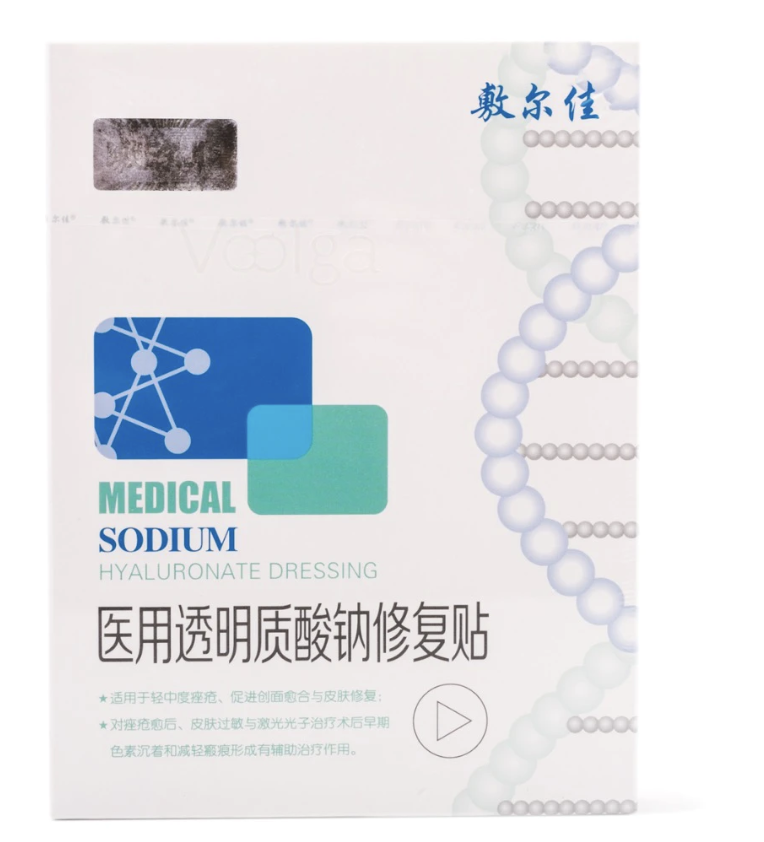 敷尔佳
Voolga
MEDICAL
SODIUM
HYALURONATE DRESSING
医用透明质酸钠修复贴
★适用于轻中度痤疮、促进创面愈合与皮肤修复；
★对痤疮愈后、皮肤过敏与激光光子治疗术后早期
色素沉着和减轻瘢痕形成有辅助治疗作用。